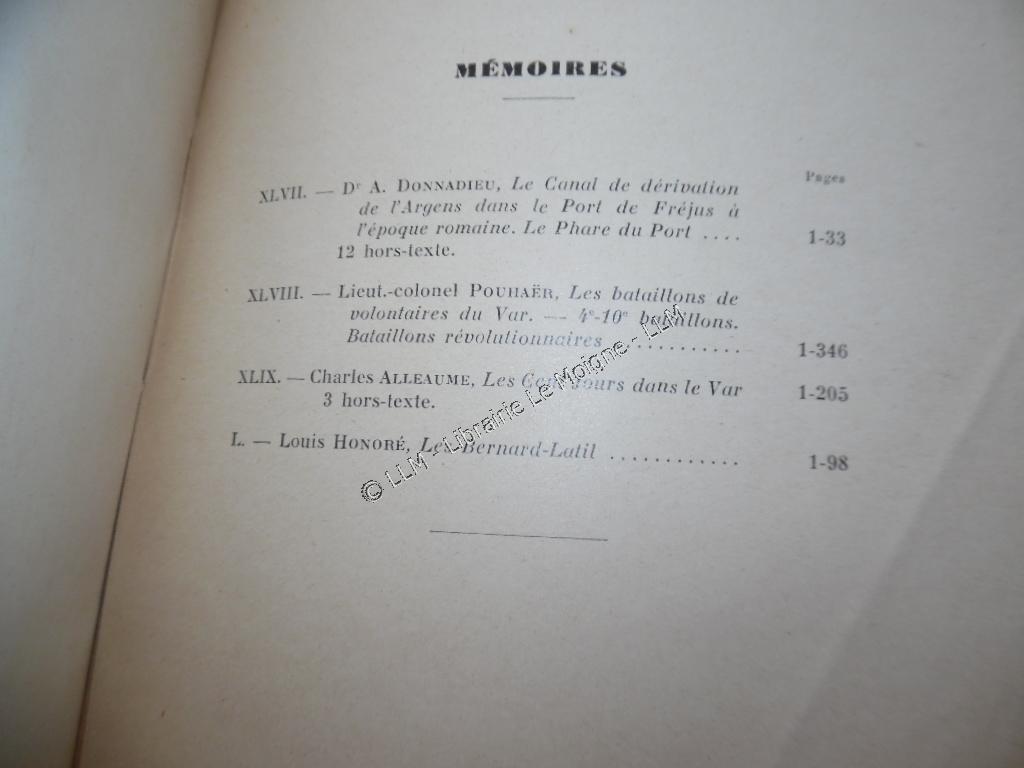 MÉMOIRES
Pages
XLVII. — Dr A. DONNADIEU, Le Canal de dérivation
de l'Argens dans le Port de Fréjus à
l'époque romaine. Le Phare du Port .... 1-33
12 hors-texte.
XLVIII. — Lieut.-colonel POUHAËR, Les bataillons de
volontaires du Var. — 4e-10e bataillons.
Bataillons révolutionnaires ............ 1-346
XLIX. — Charles ALLEAUME, Les Cent Jours dans le Var 1-205
3 hors-texte.
L. — Louis HONORÉ, Les Bernard-Latil ............ 1-98
© LLM - Librairie Le Moigne - LLM